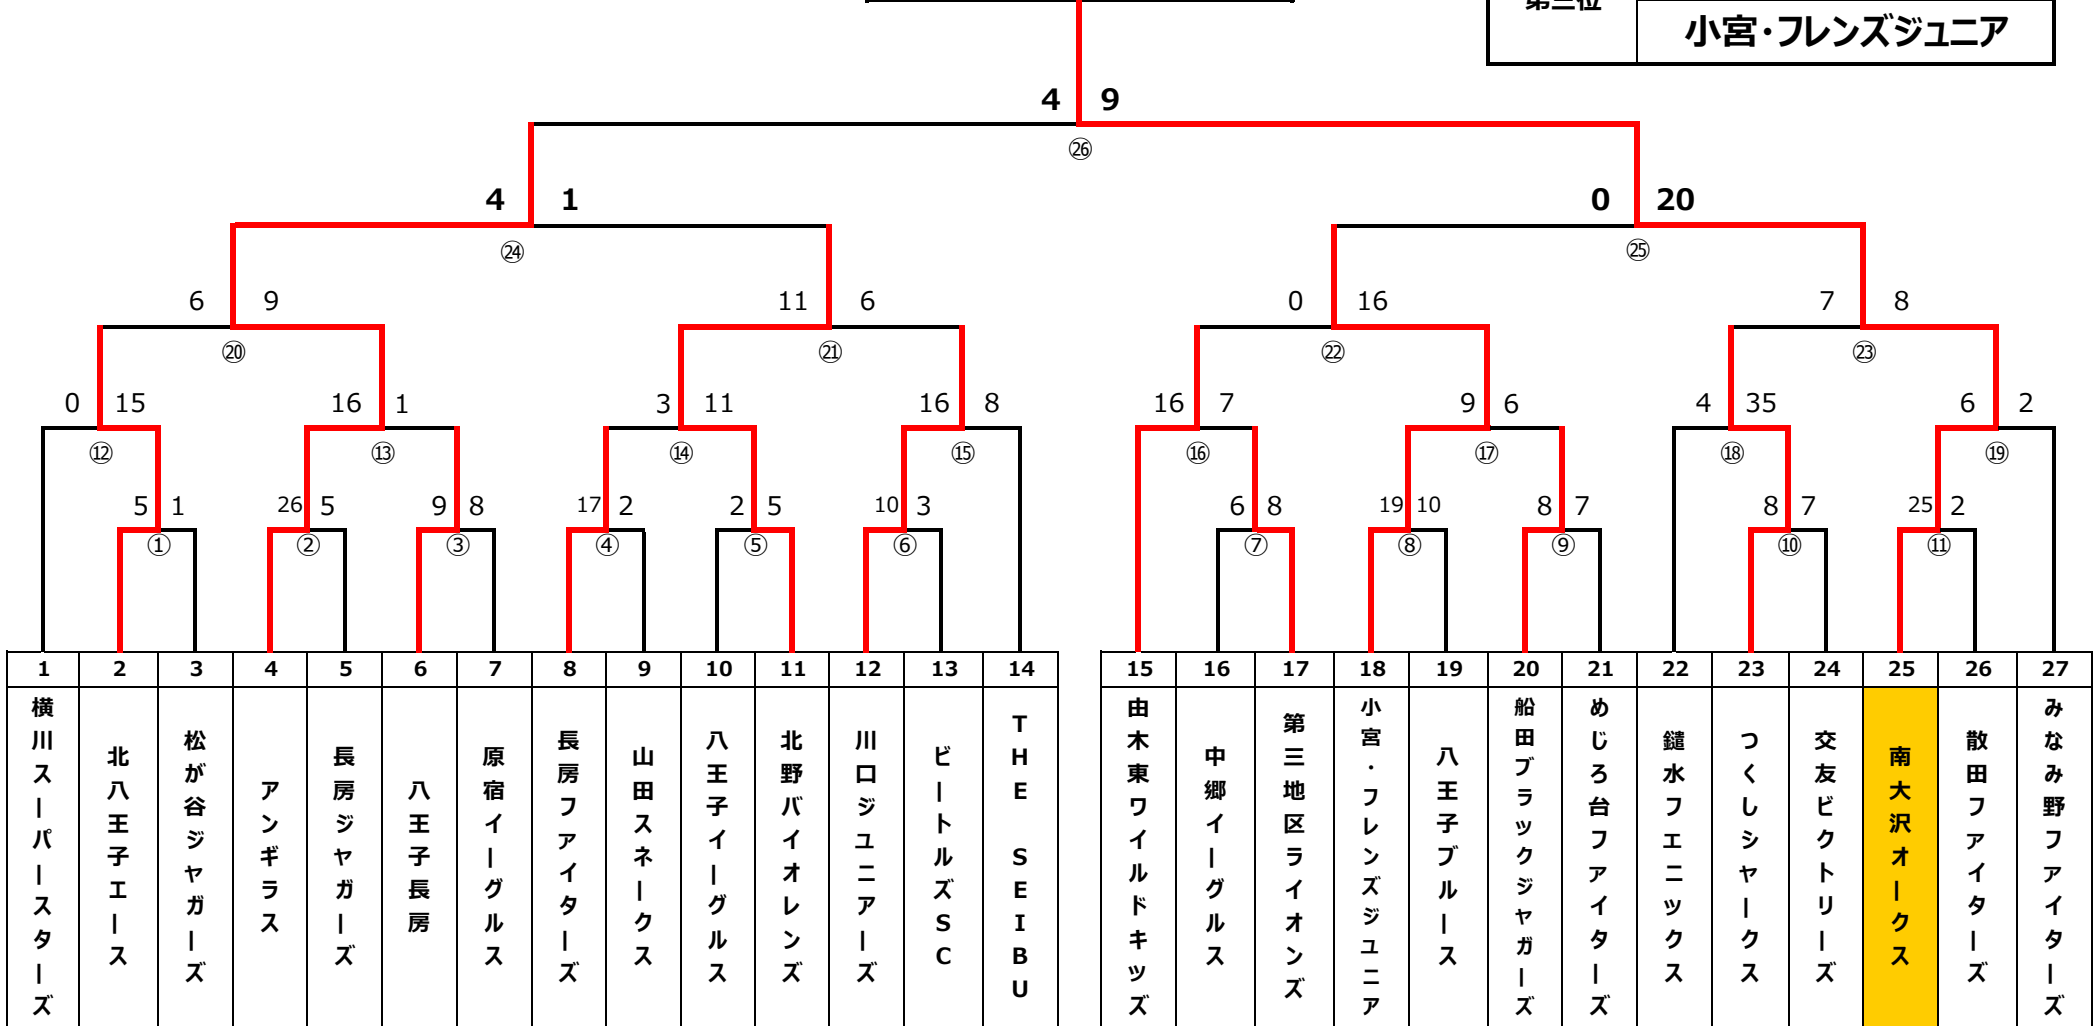 小宮・フレンズジュニア
4 9
㉖
4 1
0 20
㉔
㉕
6 9
11 6
0 16
7 8
⑳
㉑
㉒
㉓
0 15
16 1
3 11
16 8
16 7
9 6
4 35
6 2
⑫
⑬
⑭
⑮
⑯
⑰
⑱
⑲
5 1
26 5
9 8
17 2
2 5
10 3
6 8
19 10
8 7
8 7
25 2
①
②
③
④
⑤
⑥
⑦
⑧
⑨
⑩
⑪
1 2 3 4 5 6 7 8 9 10 11 12 13 14
15 16 17 18 19 20 21 22 23 24 25 26 27
横川スーパースターズ
北八王子エース
松が谷ジャガーズ
アンギラス
長房ジャガーズ
八王子長房
原宿イーグルス
長房ファイターズ
山田スネークス
八王子イーグルス
北野バイオレンズ
川口ジュニアーズ
ビートルズSC
THE SEIBU
由木東ワイルドキッズ
中郷イーグルス
第三地区ライオンズ
小宮・フレンズジュニア
八王子ブルース
船田ブラックジャガーズ
めじろ台ファイターズ
鑓水フェニックス
つくしシャークス
交友ビクトリーズ
南大沢オークス
散田ファイターズ
みなみ野ファイターズ